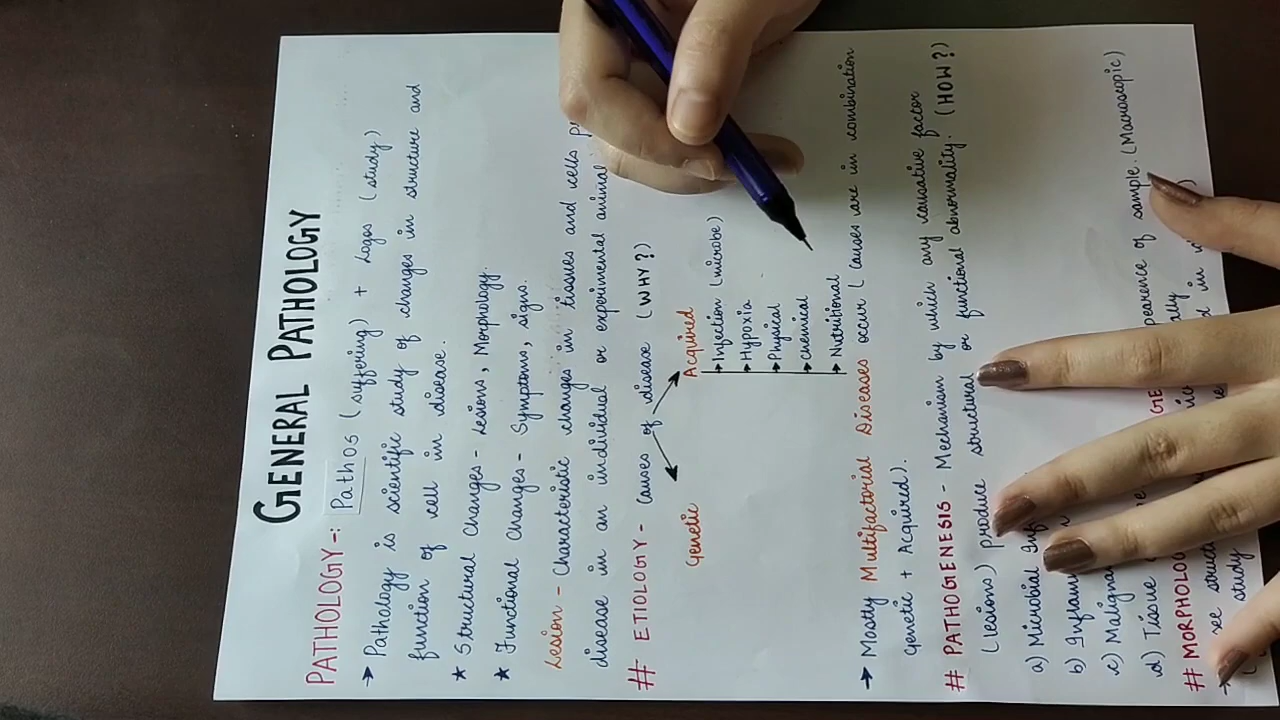 GENERAL PATHOLOGY
PATHOLOGY-: Pathos (suffering) + Logos (study)
→ Pathology is scientific study of changes in structure and
function of cell in disease.
★ Structural Changes - Lesions, Morphology.
★ Functional Changes - Symptoms, signs.
Lesion - Characteristic changes in tissues and cells
disease in an individual or experimental animal
# ETIOLOGY - Causes of disease (WHY?)
Genetic Acquired
→ Infection (microbe)
→ Hypoxia
→ Physical
→ Chemical
→ Nutritional
→ Mostly Multifactorial Diseases occur (causes are in combination
Genetic + Acquired).
# PATHOGENESIS - Mechanism by which any causative factor
(lesions) produce structural or functional abnormality. (HOW?)
a) Microbial
b)
c)
d) Tissue
pearence of sample. (Macroscopic)
# MORPHOLO
see
study